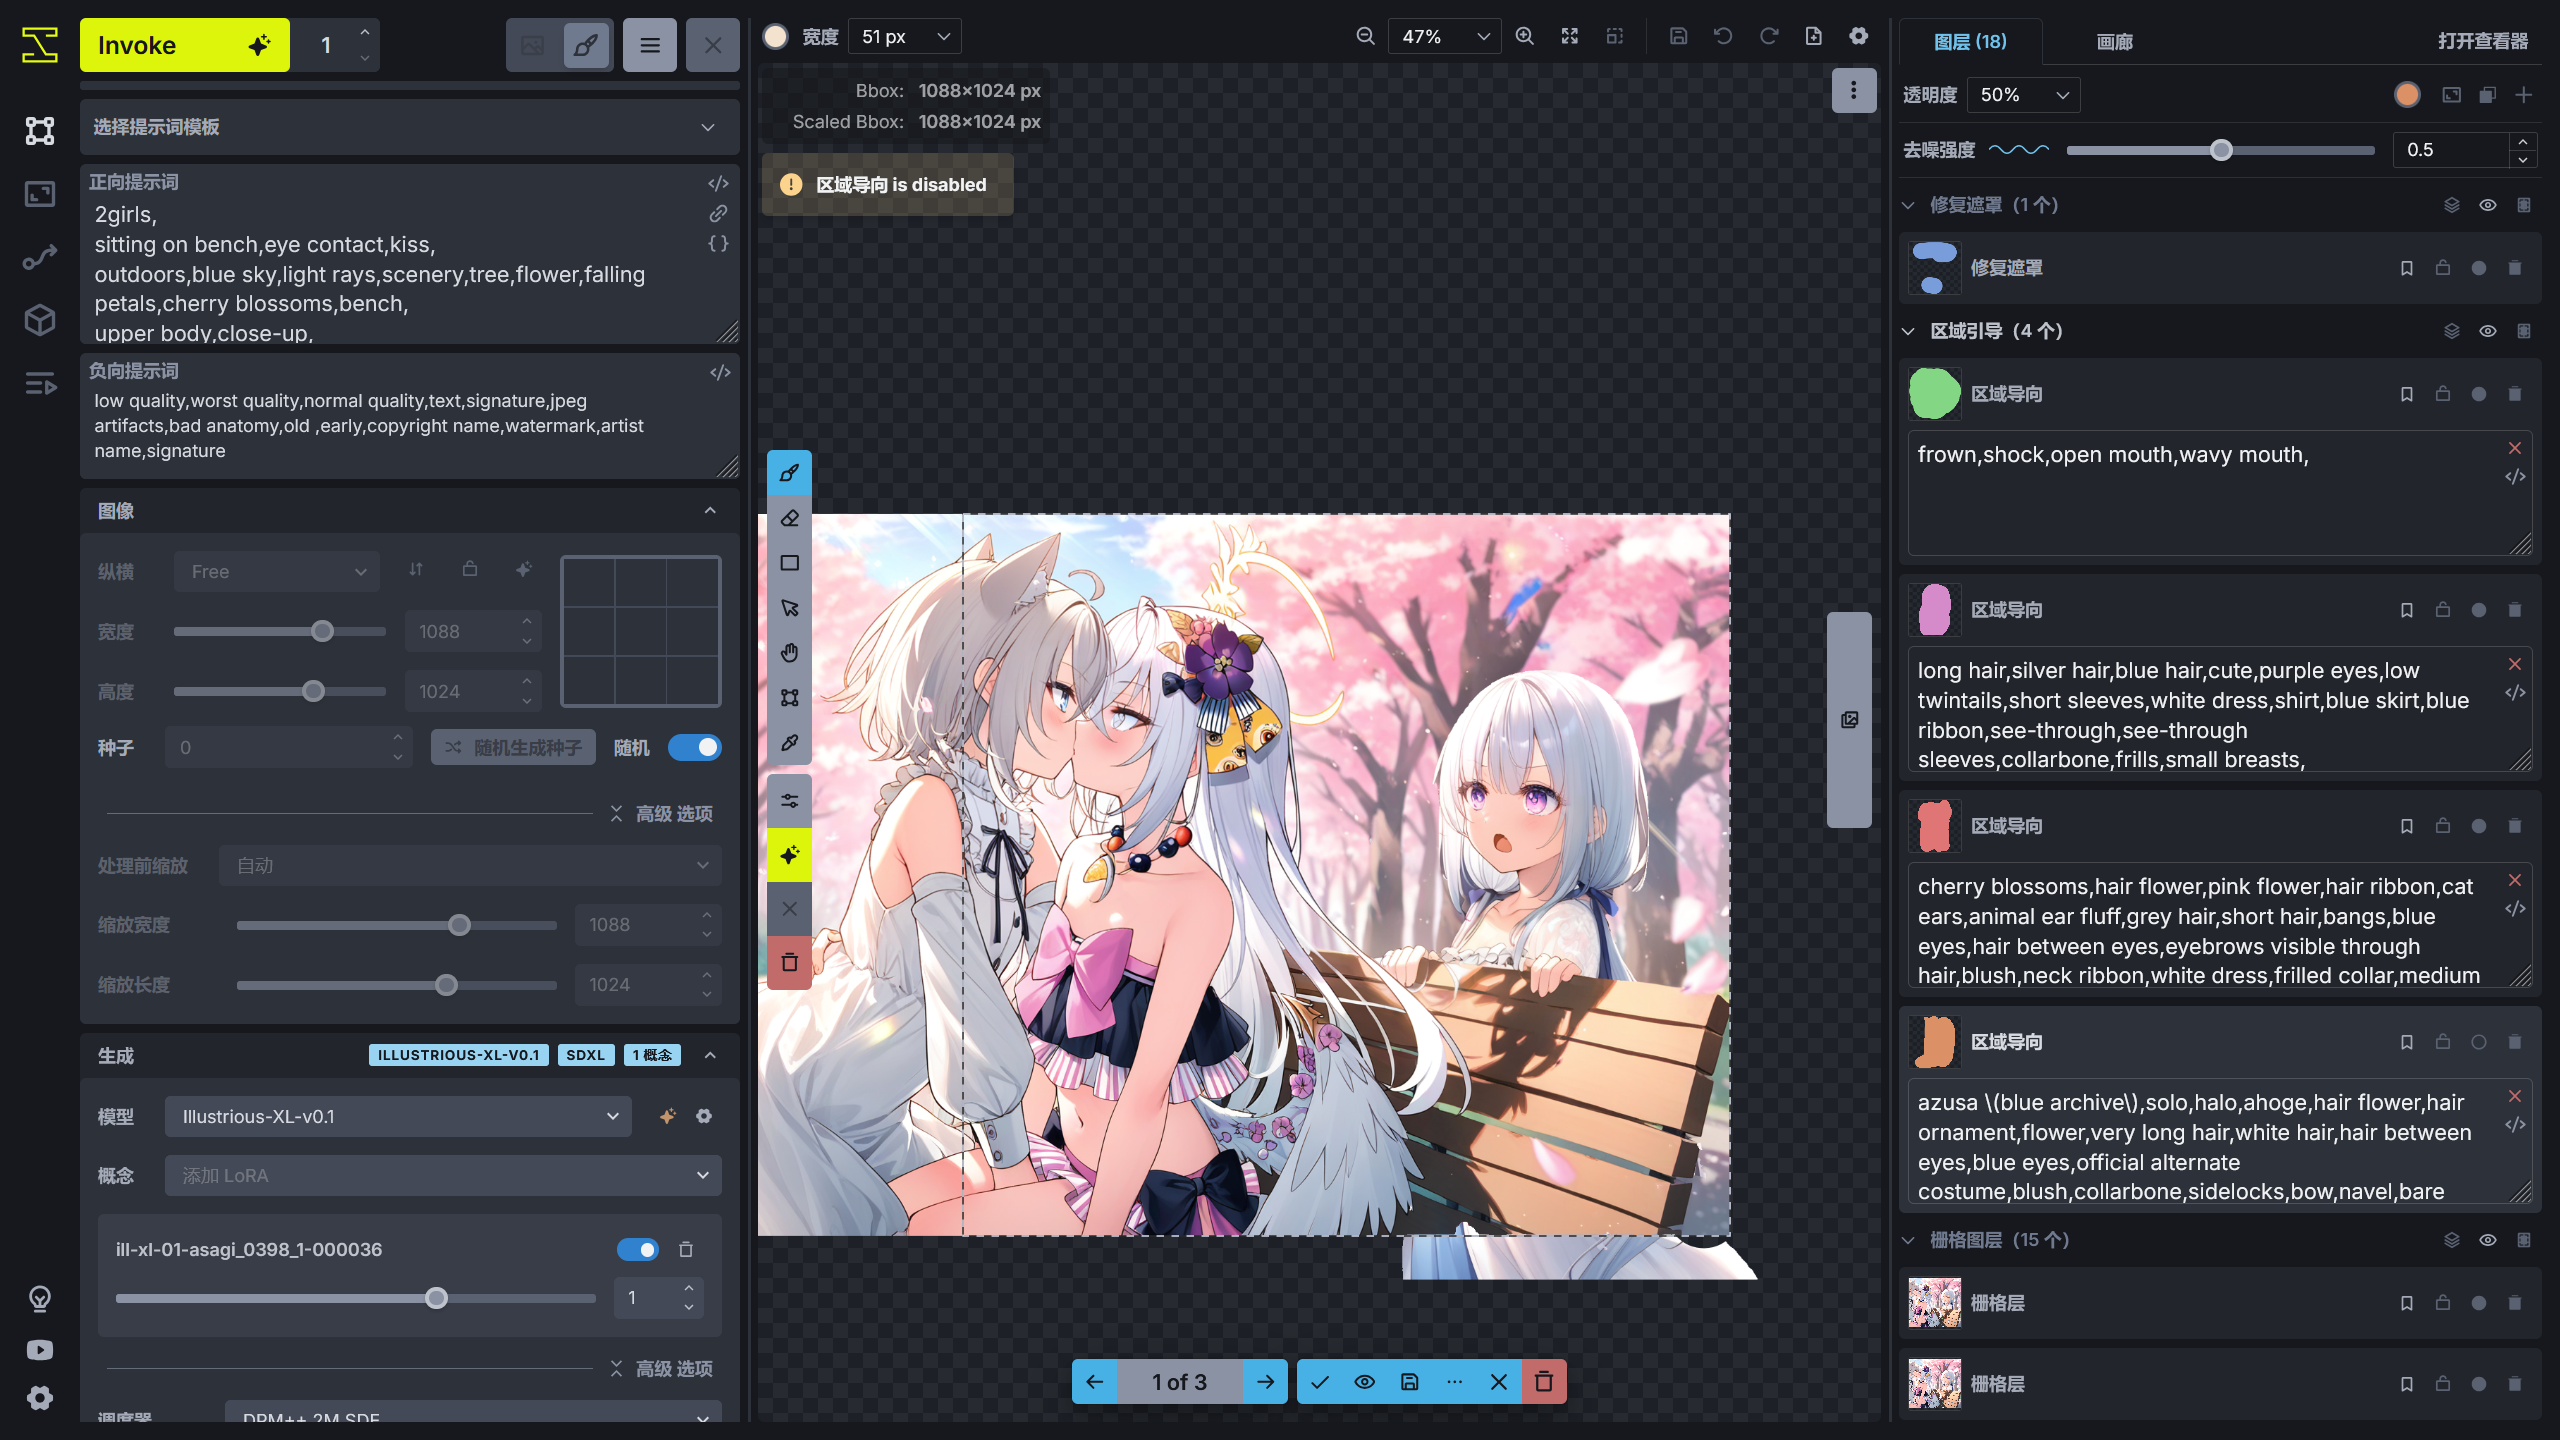 Invoke
1
选择提示词模板
正向提示词
2girls,
sitting on bench,eye contact,kiss,
outdoors,blue sky,light rays,scenery,tree,flower,falling
petals,cherry blossoms,bench,
upper body,close-up,
负向提示词
low quality,worst quality,normal quality,text,signature,jpeg
artifacts,bad anatomy,old ,early,copyright name,watermark,artist
name,signature
图像
纵横 Free
宽度 1088
高度 1024
种子 0 随机生成种子 随机
高级 选项
处理前缩放 自动
缩放宽度 1088
缩放长度 1024
生成 ILLUSTRIOUS-XL-V0.1 SDXL 1 概念
模型 Illustrious-XL-v0.1
概念 添加 LoRA
ill-xl-01-asagi_0398_1-000036
1
高级 选项
调度器 DPM++ 2M SDE
宽度 51 px
47%
Bbox: 1088×1024 px
Scaled Bbox: 1088×1024 px
区域导向 is disabled
1 of 3
图层 (18) 画廊 打开查看器
透明度 50%
去噪强度 0.5
修复遮罩（1 个）
修复遮罩
区域引导（4 个）
区域导向
frown,shock,open mouth,wavy mouth,
区域导向
long hair,silver hair,blue hair,cute,purple eyes,low
twintails,short sleeves,white dress,shirt,blue skirt,blue
ribbon,see-through,see-through
sleeves,collarbone,frills,small breasts,
区域导向
cherry blossoms,hair flower,pink flower,hair ribbon,cat
ears,animal ear fluff,grey hair,short hair,bangs,blue
eyes,hair between eyes,eyebrows visible through
hair,blush,neck ribbon,white dress,frilled collar,medium
区域导向
azusa \(blue archive\),solo,halo,ahoge,hair flower,hair
ornament,flower,very long hair,white hair,hair between
eyes,blue eyes,official alternate
costume,blush,collarbone,sidelocks,bow,navel,bare
栅格图层（15 个）
栅格层
栅格层